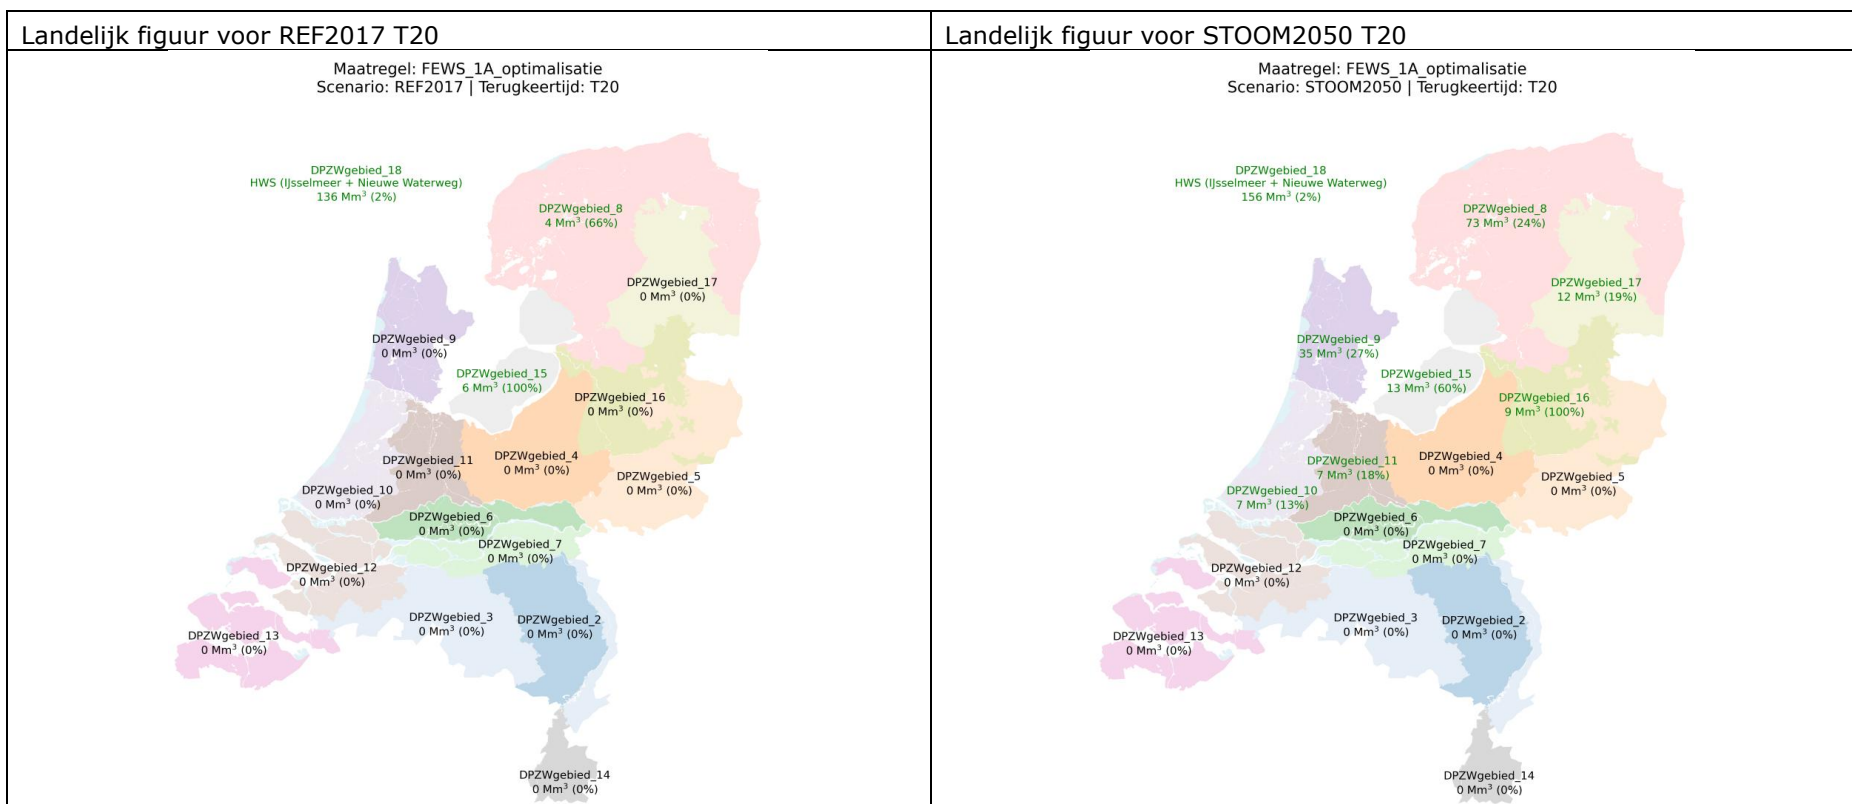 Landelijk figuur voor REF2017 T20
Maatregel: FEWS_1A_optimalisatie
Scenario: REF2017 | Terugkeertijd: T20
DPZWgebied_18
HWS (IJsselmeer + Nieuwe Waterweg)
136 Mm³ (2%)
DPZWgebied_8
4 Mm³ (66%)
DPZWgebied_17
0 Mm³ (0%)
DPZWgebied_9
0 Mm³ (0%)
DPZWgebied_15
6 Mm³ (100%)
DPZWgebied_16
0 Mm³ (0%)
DPZWgebied_4
0 Mm³ (0%)
DPZWgebied_11
0 Mm³ (0%)
DPZWgebied_5
0 Mm³ (0%)
DPZWgebied_10
0 Mm³ (0%)
DPZWgebied_6
0 Mm³ (0%)
DPZWgebied_7
0 Mm³ (0%)
DPZWgebied_12
0 Mm³ (0%)
DPZWgebied_3
0 Mm³ (0%)
DPZWgebied_2
0 Mm³ (0%)
DPZWgebied_13
0 Mm³ (0%)
DPZWgebied_14
0 Mm³ (0%)
Landelijk figuur voor STOOM2050 T20
Maatregel: FEWS_1A_optimalisatie
Scenario: STOOM2050 | Terugkeertijd: T20
DPZWgebied_18
HWS (IJsselmeer + Nieuwe Waterweg)
156 Mm³ (2%)
DPZWgebied_8
73 Mm³ (24%)
DPZWgebied_17
12 Mm³ (19%)
DPZWgebied_9
35 Mm³ (27%)
DPZWgebied_15
13 Mm³ (60%)
DPZWgebied_16
9 Mm³ (100%)
DPZWgebied_4
0 Mm³ (0%)
DPZWgebied_11
7 Mm³ (18%)
DPZWgebied_5
0 Mm³ (0%)
DPZWgebied_10
7 Mm³ (13%)
DPZWgebied_6
0 Mm³ (0%)
DPZWgebied_7
0 Mm³ (0%)
DPZWgebied_12
0 Mm³ (0%)
DPZWgebied_3
0 Mm³ (0%)
DPZWgebied_2
0 Mm³ (0%)
DPZWgebied_13
0 Mm³ (0%)
DPZWgebied_14
0 Mm³ (0%)